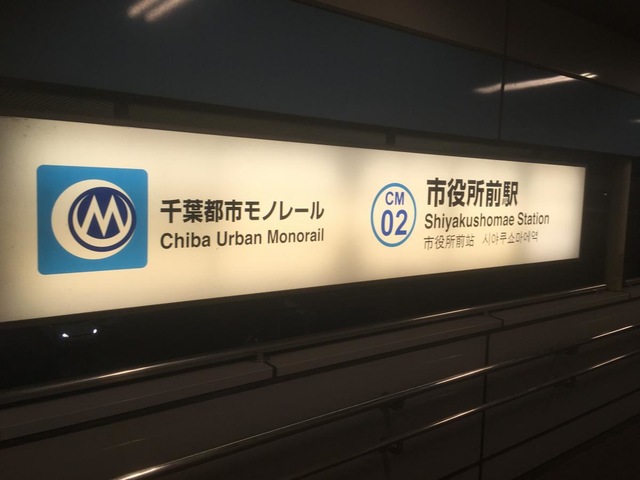 M
千葉都市モノレール
Chiba Urban Monorail
CM
02
市役所前駅
Shiyakushomae Station
市役所前站 시야쿠쇼마에역